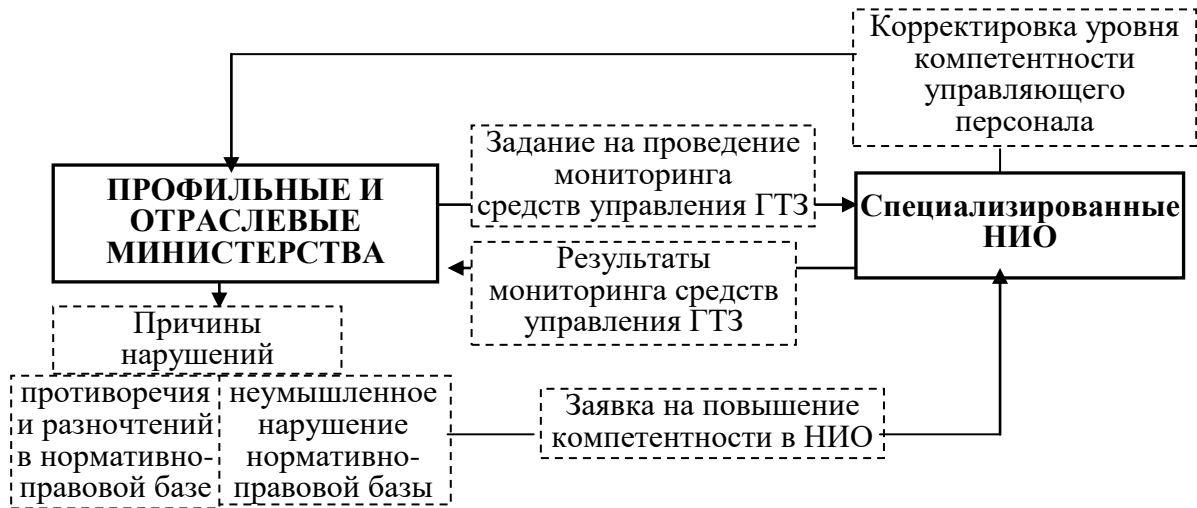 Корректировка уровня
компетентности
управляющего
персонала
Задание на проведение
мониторинга
средств управления ГТЗ
ПРОФИЛЬНЫЕ И
ОТРАСЛЕВЫЕ
МИНИСТЕРСТВА
Специализированные
НИО
Результаты
мониторинга средств
управления ГТЗ
Причины
нарушений
противоречия
и разночтений
в нормативно-
правовой базе
неумышленное
нарушение
нормативно-
правовой базы
Заявка на повышение
компетентности в НИО